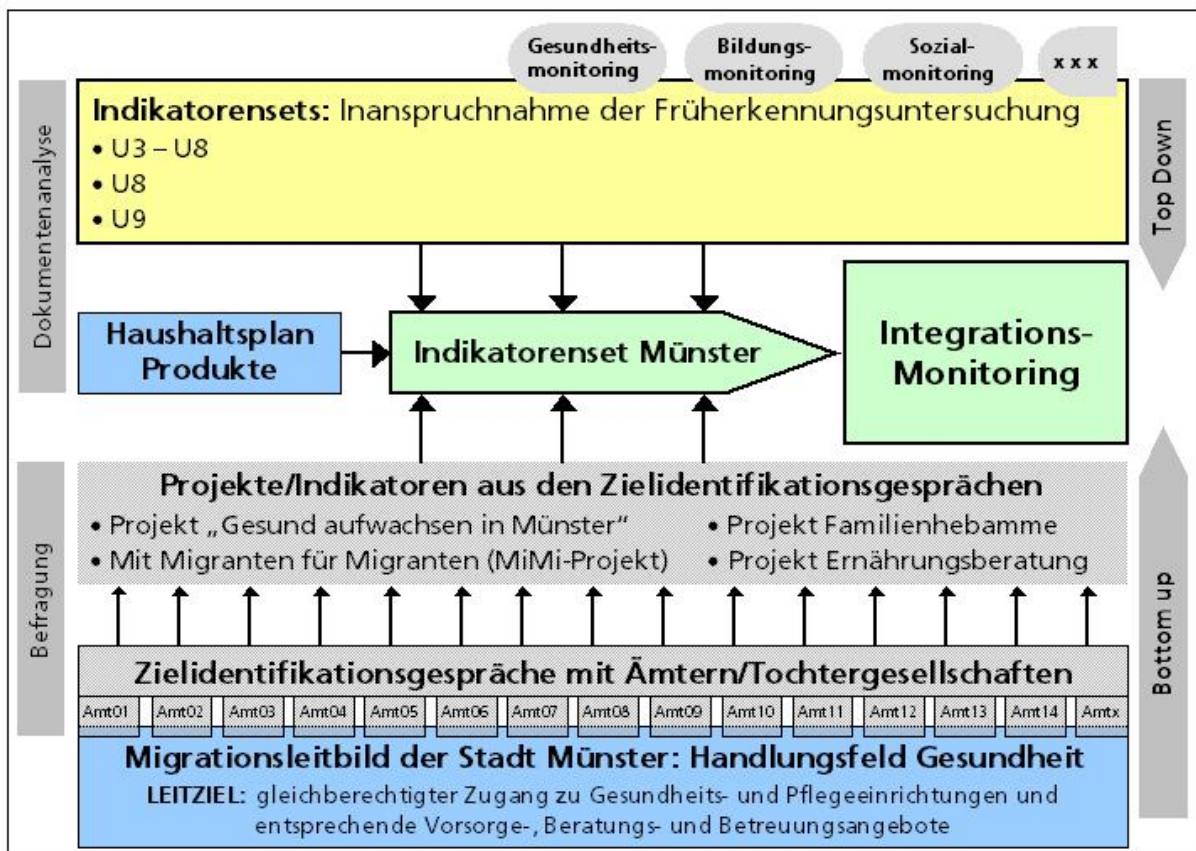 Gesundheits-
monitoring
Bildungs-
monitoring
Sozial-
monitoring
x x x
Dokumentenanalyse
Indikatorensets: Inanspruchnahme der Früherkennungsuntersuchung
• U3 – U8
• U8
• U9
Top Down
Haushaltsplan
Produkte
Indikatorenset Münster
Integrations-
Monitoring
Befragung
Projekte/Indikatoren aus den Zielidentifikationsgesprächen
• Projekt „Gesund aufwachsen in Münster“
• Projekt Familienhebamme
• Mit Migranten für Migranten (MiMi-Projekt)
• Projekt Ernährungsberatung
Bottom up
Zielidentifikationsgespräche mit Ämtern/Tochtergesellschaften
Amt01 Amt02 Amt03 Amt04 Amt05 Amt06 Amt07 Amt08 Amt09 Amt10 Amt11 Amt12 Amt13 Amt14 Amtx
Migrationsleitbild der Stadt Münster: Handlungsfeld Gesundheit
LEITZIEL: gleichberechtigter Zugang zu Gesundheits- und Pflegeeinrichtungen und
entsprechende Vorsorge-, Beratungs- und Betreuungsangebote